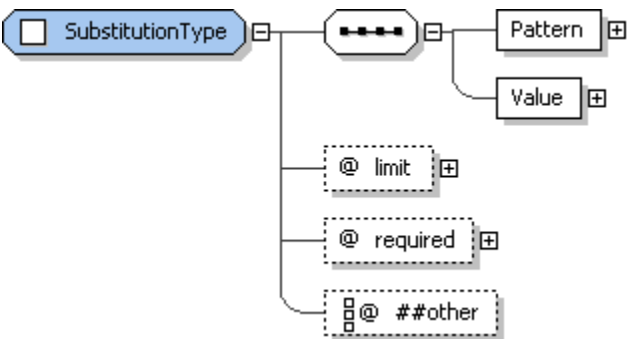 SubstitutionType
Pattern
Value
@ limit
@ required
@ ##other